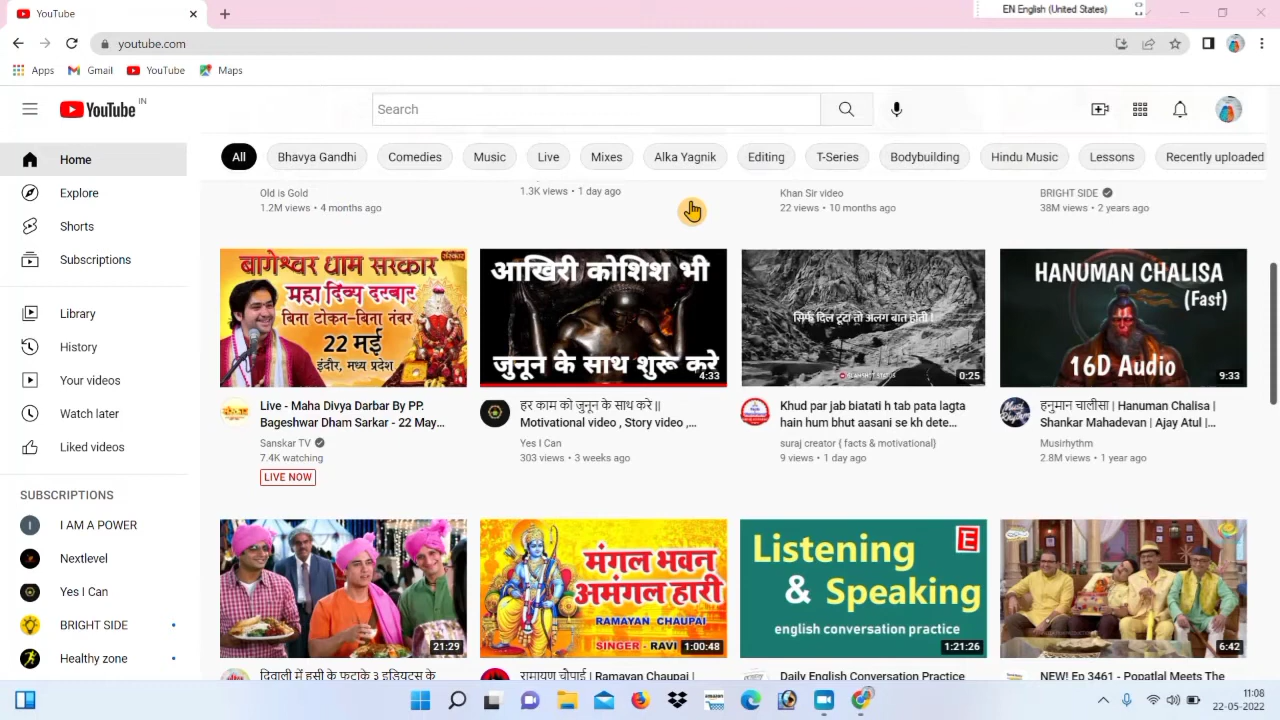 YouTube
EN English (United States)
youtube.com
Apps
Gmail
YouTube
Maps
YouTube IN
Search
Home
Explore
Shorts
Subscriptions
Library
History
Your videos
Watch later
Liked videos
SUBSCRIPTIONS
I
I AM A POWER
Nextlevel
Yes I Can
BRIGHT SIDE
Healthy zone
All
Bhavya Gandhi
Comedies
Music
Live
Mixes
Alka Yagnik
Editing
T-Series
Bodybuilding
Hindu Music
Lessons
Recently uploaded
Old is Gold
1.2M views • 4 months ago
1.3K views • 1 day ago
Khan Sir video
22 views • 10 months ago
BRIGHT SIDE
38M views • 2 years ago
संस्कार
बागेश्वर धाम सरकार
महा दिव्य दरबार
बिना टोकन-बिना नंबर
22 मई
इंदौर, मध्य प्रदेश
Live - Maha Divya Darbar By PP.
Bageshwar Dham Sarkar - 22 May...
Sanskar TV
7.4K watching
LIVE NOW
आखिरी कोशिश भी
जुनून के साथ शुरू करे
4:33
हर काम को जुनून के साथ करे ||
Motivational video , Story video ,...
Yes I Can
303 views • 3 weeks ago
सिर्फ दिल टूटा तो अलग बात होती !
0:25
Khud par jab biatati h tab pata lagta
hain hum bhut aasani se kh dete...
suraj creator { facts & motivational}
9 views • 1 day ago
HANUMAN CHALISA
(Fast)
16D Audio
9:33
हनुमान चालीसा | Hanuman Chalisa |
Shankar Mahadevan | Ajay Atul |...
Musirhythm
2.8M views • 1 year ago
21:29
दिवाली में हसी के फटाके 3 इडियट्स के
मंगल भवन
अमंगल हारी
RAMAYAN CHAUPAI
SINGER - RAVI
1:00:48
रामायण चौपाई | Ramayan Chaupai |
E
Listening
& Speaking
english conversation practice
1:21:26
Daily English Conversation Practice
6:42
NEW! Ep 3461 - Popatlal Meets The
11:08
22-05-2022